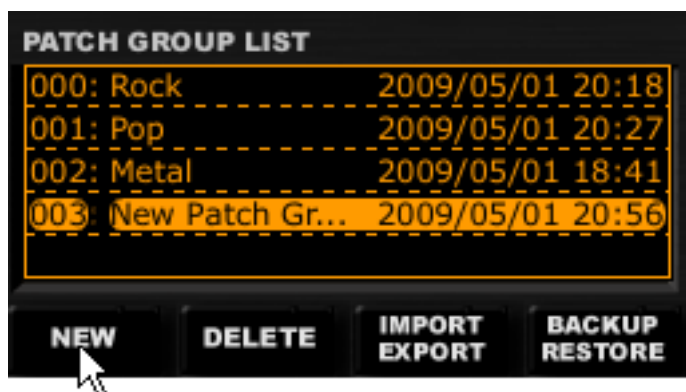 PATCH GROUP LIST
000: Rock 2009/05/01 20:18
001: Pop 2009/05/01 20:27
002: Metal 2009/05/01 18:41
003: New Patch Gr... 2009/05/01 20:56
NEW DELETE IMPORT EXPORT BACKUP RESTORE